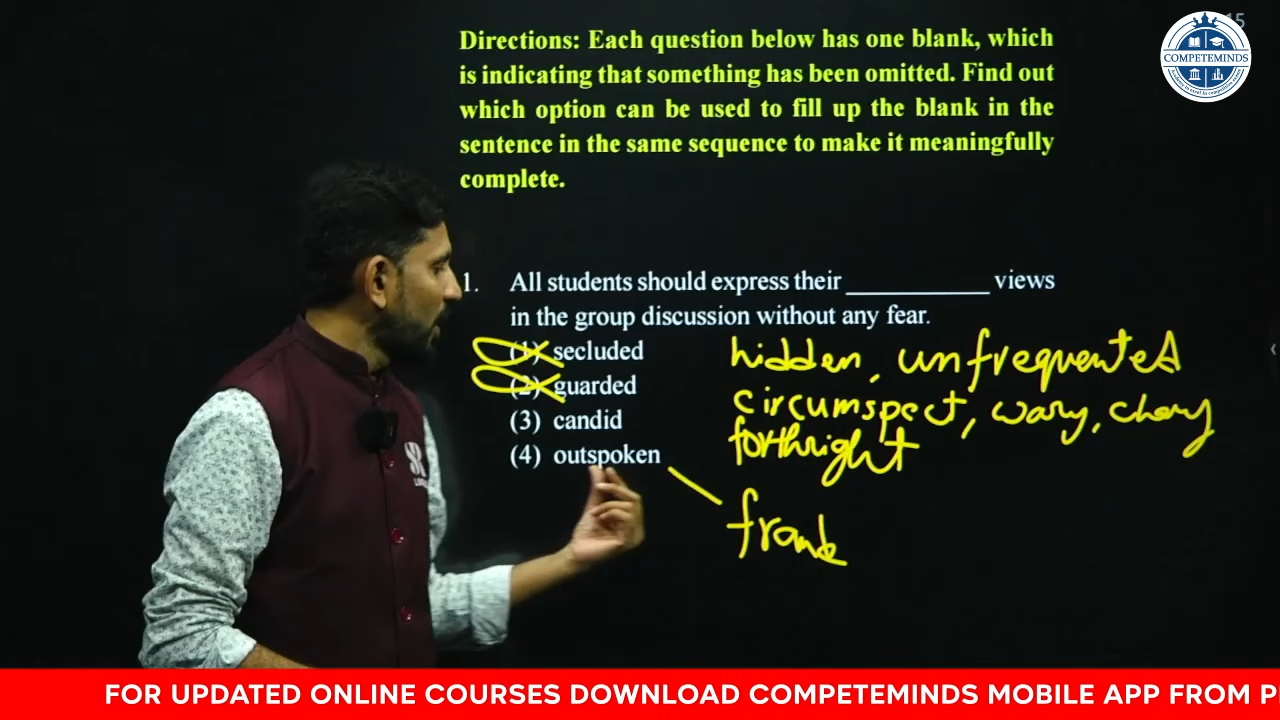 Directions: Each question below has one blank, which
is indicating that something has been omitted. Find out
which option can be used to fill up the blank in the
sentence in the same sequence to make it meaningfully
complete.
COMPETEMINDS
1. All students should express their ____________ views
in the group discussion without any fear.
(1) secluded
hidden, unfrequented
(2) guarded
circumspect, wary, chary
(3) candid
forthright
(4) outspoken
frank
FOR UPDATED ONLINE COURSES DOWNLOAD COMPETEMINDS MOBILE APP FROM P